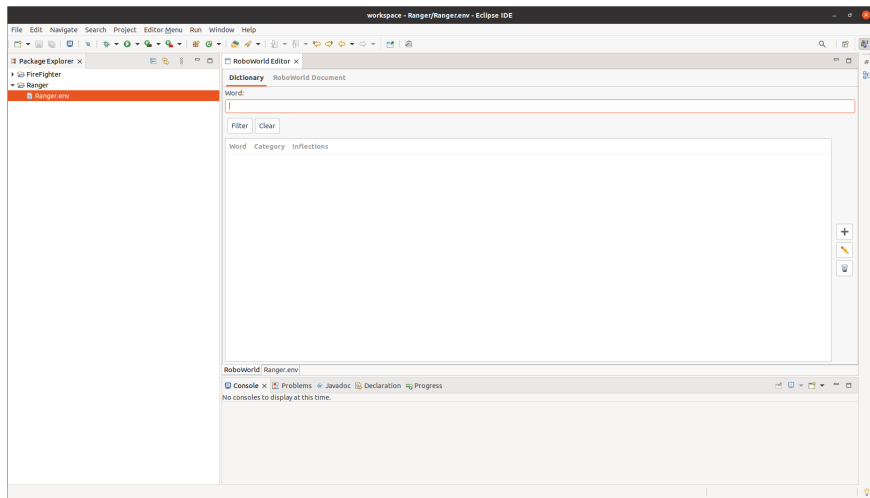 workspace - Ranger/Ranger.env - Eclipse IDE
File Edit Navigate Search Project Editor Menu Run Window Help
Package Explorer
RoboWorld Editor
FireFighter
Ranger
Ranger.env
Dictionary RoboWorld Document
Word:
Filter Clear
Word Category Inflections
RoboWorld Ranger.env
Console Problems Javadoc Declaration Progress
No consoles to display at this time.